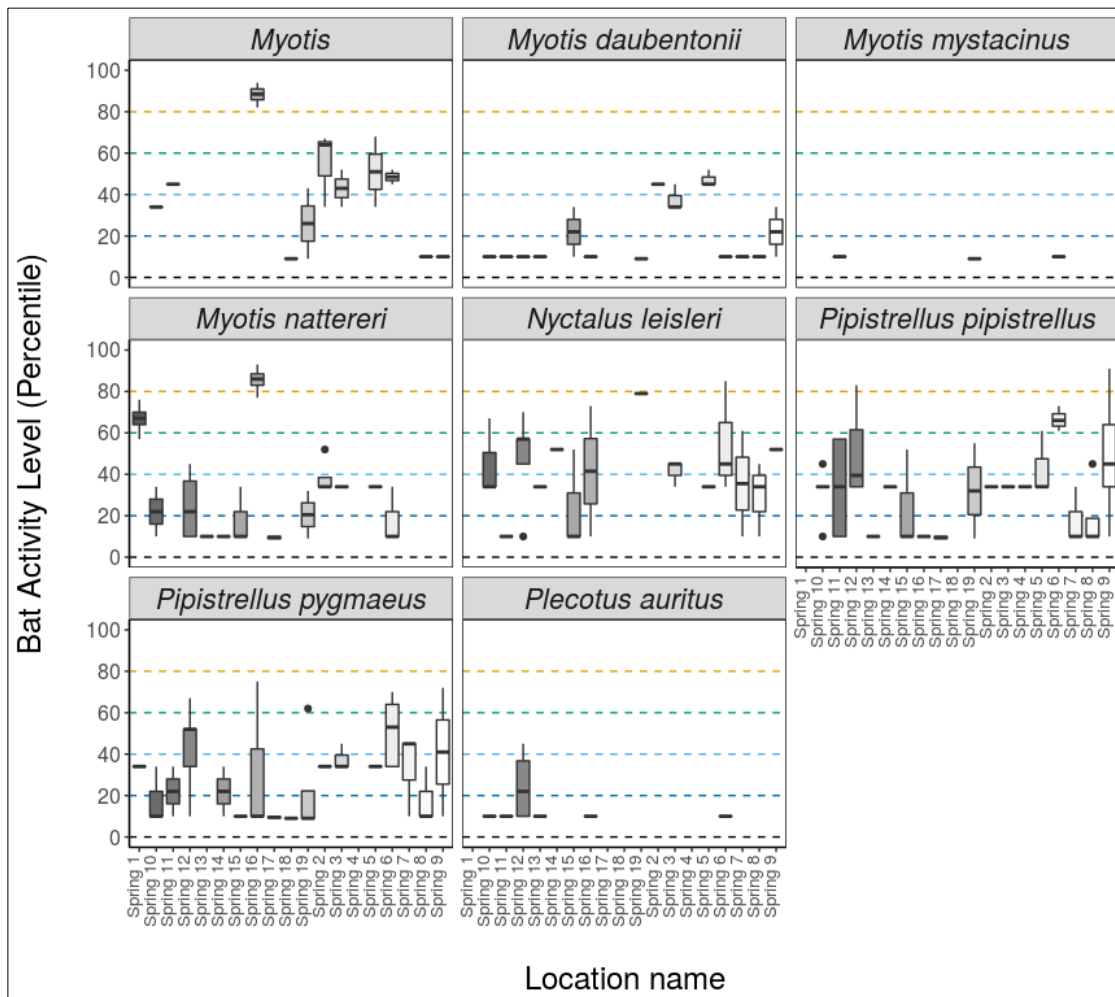 Myotis
Myotis daubentonii
Myotis mystacinus
100
80
60
40
20
0
Myotis nattereri
Nyctalus leisleri
Pipistrellus pipistrellus
100
80
60
40
20
0
Pipistrellus pygmaeus
Plecotus auritus
100
80
60
40
20
0
Bat Activity Level (Percentile)
Spring 1
Spring 10
Spring 11
Spring 12
Spring 13
Spring 14
Spring 15
Spring 16
Spring 17
Spring 18
Spring 19
Spring 2
Spring 3
Spring 4
Spring 5
Spring 6
Spring 7
Spring 8
Spring 9
Spring 1
Spring 10
Spring 11
Spring 12
Spring 13
Spring 14
Spring 15
Spring 16
Spring 17
Spring 18
Spring 19
Spring 2
Spring 3
Spring 4
Spring 5
Spring 6
Spring 7
Spring 8
Spring 9
Spring 1
Spring 10
Spring 11
Spring 12
Spring 13
Spring 14
Spring 15
Spring 16
Spring 17
Spring 18
Spring 19
Spring 2
Spring 3
Spring 4
Spring 5
Spring 6
Spring 7
Spring 8
Spring 9
Location name